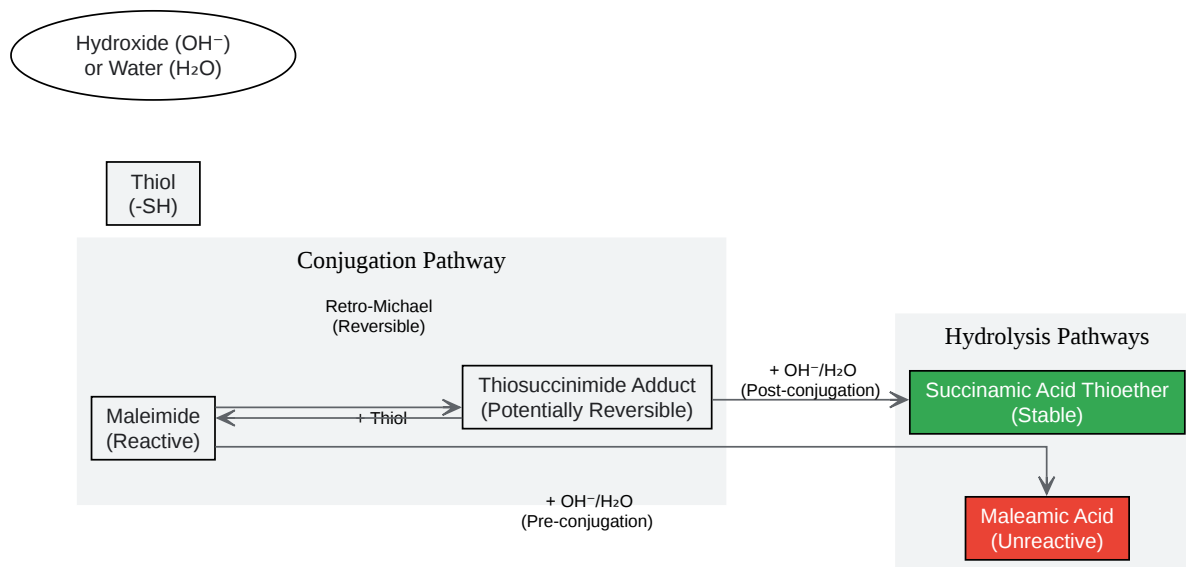 Hydroxide (OH⁻)
or Water (H₂O)
Thiol
(-SH)
Conjugation Pathway
Retro-Michael
(Reversible)
Hydrolysis Pathways
+ OH⁻/H₂O
(Post-conjugation)
Thiosuccinimide Adduct
(Potentially Reversible)
Succinamic Acid Thioether
(Stable)
Maleimide
(Reactive)
+ Thiol
+ OH⁻/H₂O
(Pre-conjugation)
Maleamic Acid
(Unreactive)